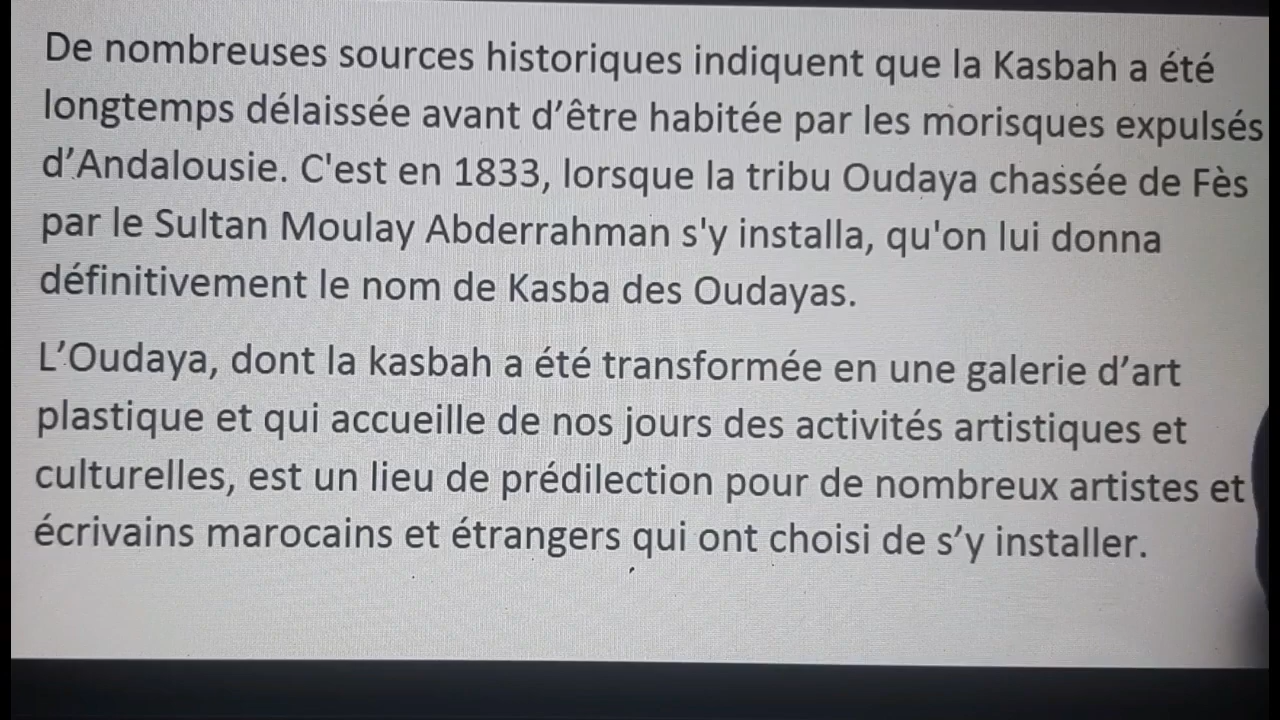 De nombreuses sources historiques indiquent que la Kasbah a été
longtemps délaissée avant d’être habitée par les morisques expulsés
d’Andalousie. C'est en 1833, lorsque la tribu Oudaya chassée de Fès
par le Sultan Moulay Abderrahman s'y installa, qu'on lui donna
définitivement le nom de Kasba des Oudayas.
L’Oudaya, dont la kasbah a été transformée en une galerie d’art
plastique et qui accueille de nos jours des activités artistiques et
culturelles, est un lieu de prédilection pour de nombreux artistes et
écrivains marocains et étrangers qui ont choisi de s’y installer.